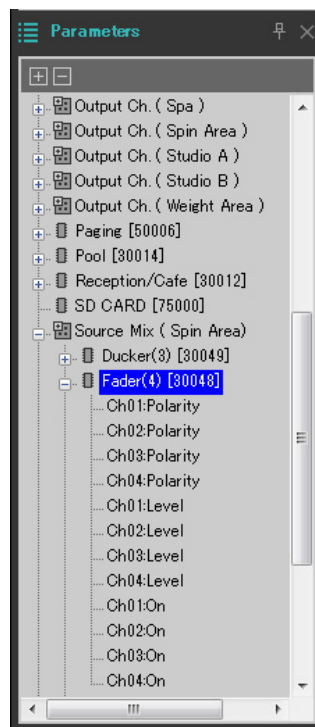 Parameters
Output Ch. ( Spa )
Output Ch. ( Spin Area )
Output Ch. ( Studio A )
Output Ch. ( Studio B )
Output Ch. ( Weight Area )
Paging [50006]
Pool [30014]
Reception/Cafe [30012]
SD CARD [75000]
Source Mix ( Spin Area)
Ducker(3) [30049]
Fader(4) [30048]
Ch01:Polarity
Ch02:Polarity
Ch03:Polarity
Ch04:Polarity
Ch01:Level
Ch02:Level
Ch03:Level
Ch04:Level
Ch01:On
Ch02:On
Ch03:On
Ch04:On